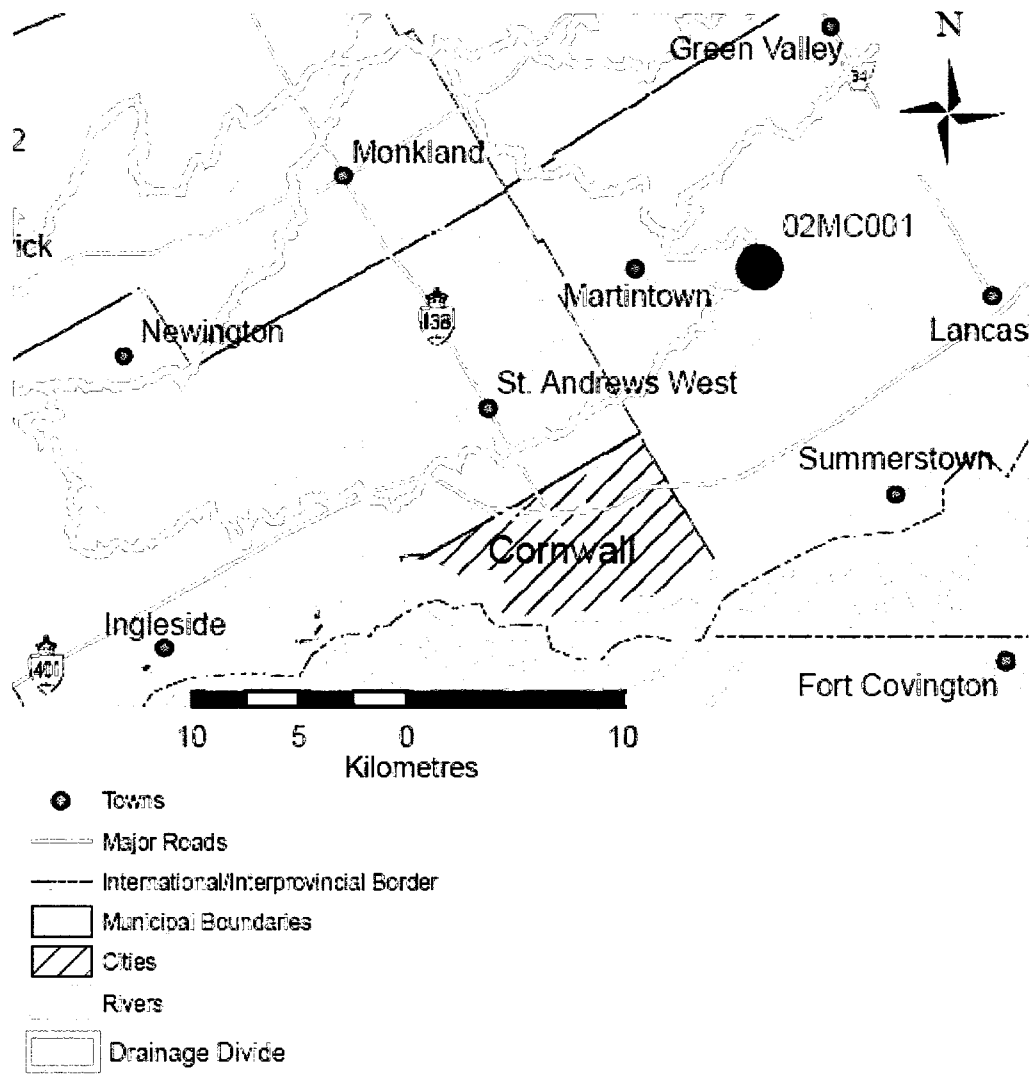 Green Valley
N
34
2
Monkland
02MC001
rick
Martintown
138
Newington
Lancas
St. Andrews West
Summerstown
Cornwall
Ingleside
401
Fort Covington
10 5 0 10
Kilometres
Towns
Major Roads
International/Interprovincial Border
Municipal Boundaries
Cities
Rivers
Drainage Divide